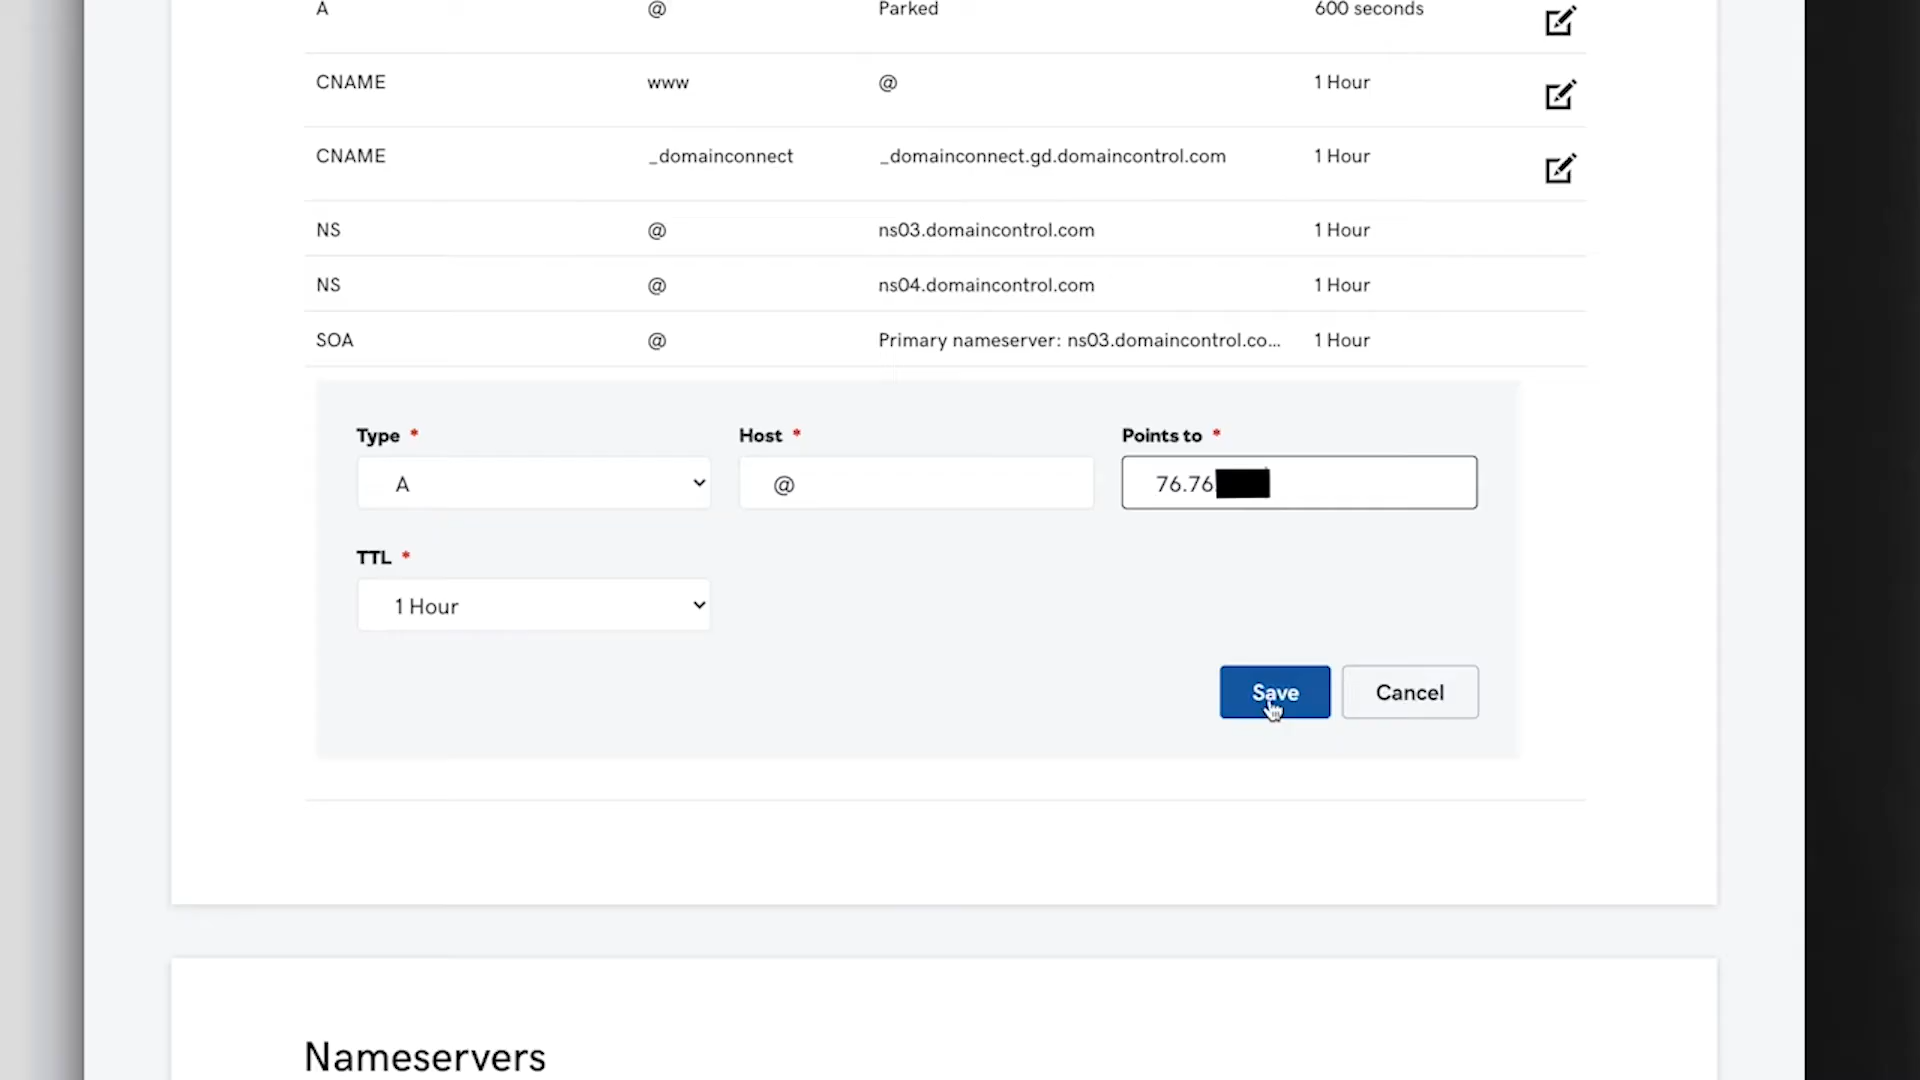 A @ Parked 600 seconds
CNAME www @ 1 Hour
CNAME _domainconnect _domainconnect.gd.domaincontrol.com 1 Hour
NS @ ns03.domaincontrol.com 1 Hour
NS @ ns04.domaincontrol.com 1 Hour
SOA @ Primary nameserver: ns03.domaincontrol.co... 1 Hour
Type * Host * Points to *
A @ 76.76
TTL *
1 Hour
Save Cancel
Nameservers